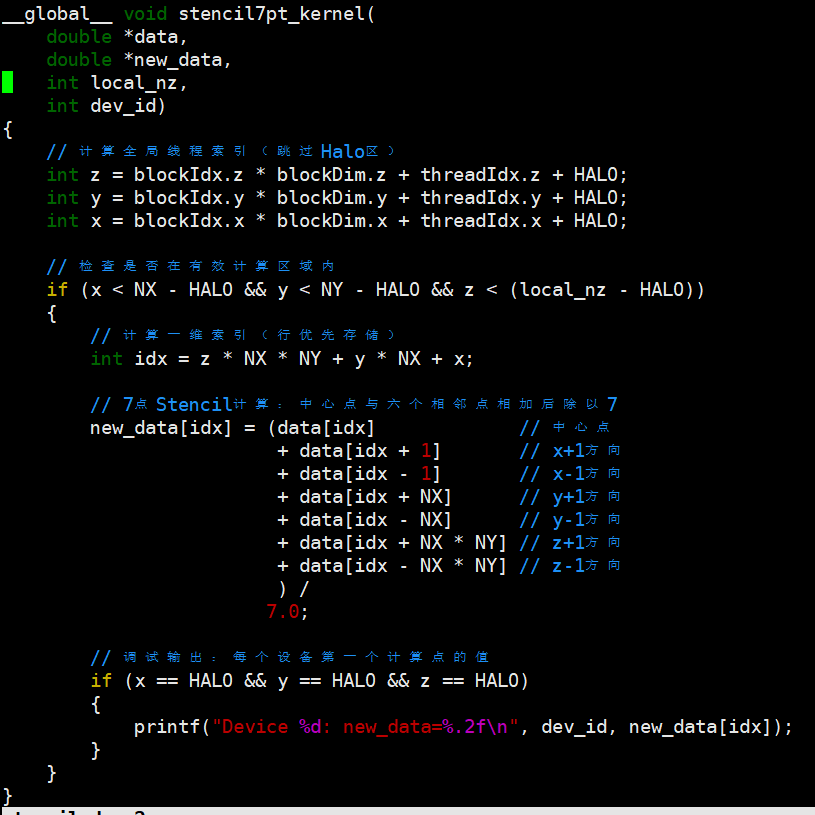 __global__ void stencil7pt_kernel(
    double *data,
    double *new_data,
    int local_nz,
    int dev_id)
{
    // 计算全局线程索引（跳过Halo区）
    int z = blockIdx.z * blockDim.z + threadIdx.z + HALO;
    int y = blockIdx.y * blockDim.y + threadIdx.y + HALO;
    int x = blockIdx.x * blockDim.x + threadIdx.x + HALO;

    // 检查是否在有效计算区域内
    if (x < NX - HALO && y < NY - HALO && z < (local_nz - HALO))
    {
        // 计算一维索引（行优先存储）
        int idx = z * NX * NY + y * NX + x;

        // 7点Stencil计算：中心点与六个相邻点相加后除以7
        new_data[idx] = (data[idx]             // 中心点
                         + data[idx + 1]       // x+1方向
                         + data[idx - 1]       // x-1方向
                         + data[idx + NX]      // y+1方向
                         + data[idx - NX]      // y-1方向
                         + data[idx + NX * NY] // z+1方向
                         + data[idx - NX * NY] // z-1方向
                         ) /
                        7.0;

        // 调试输出：每个设备第一个计算点的值
        if (x == HALO && y == HALO && z == HALO)
        {
            printf("Device %d: new_data=%.2f\n", dev_id, new_data[idx]);
        }
    }
}